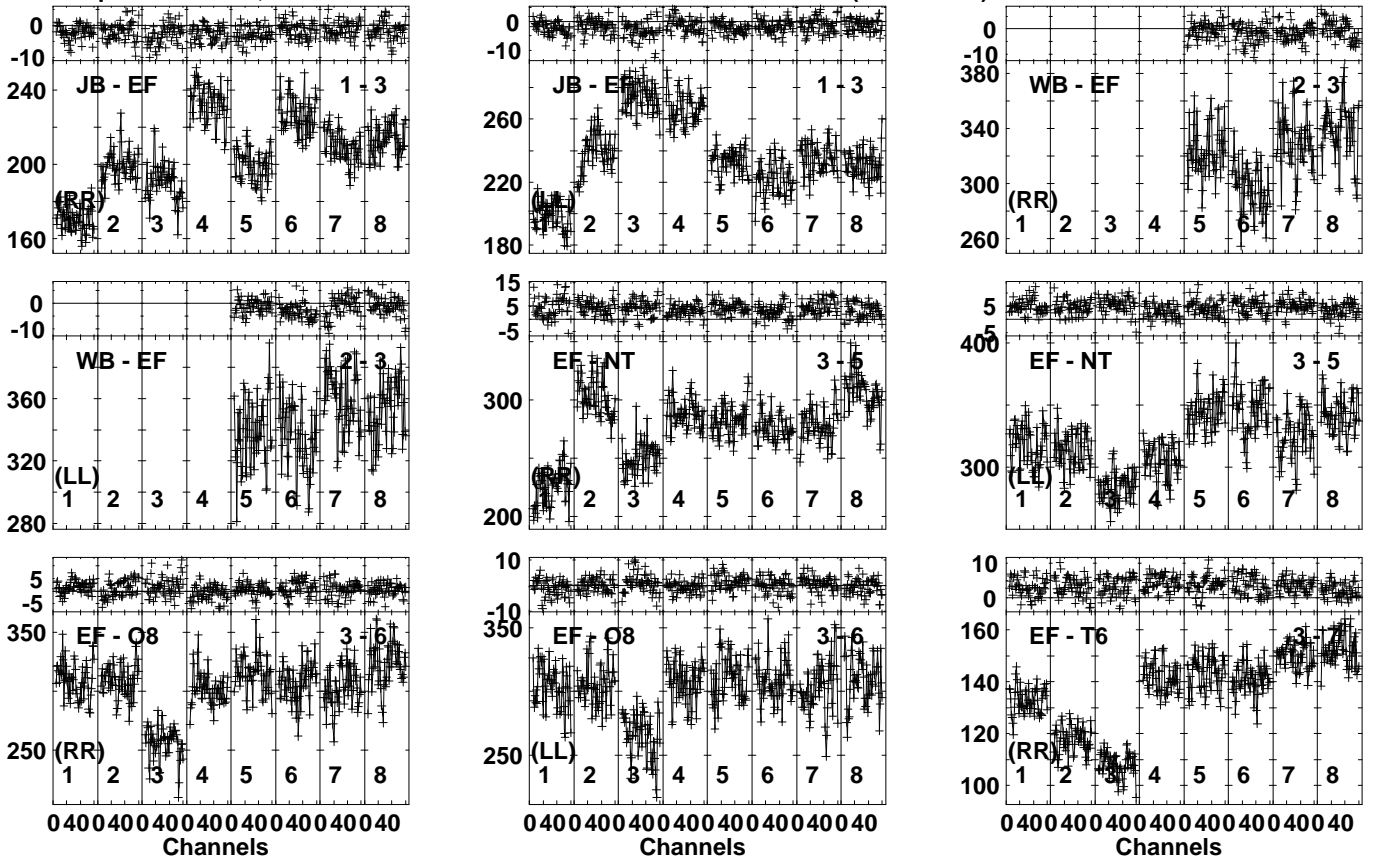 0 0 0
-10 -10 -10
240 JB - EF 1 - 3
260 JB - EF 1 - 3
380 WB - EF 2 - 3
340
200 220 300
(RR) (LL) (RR)
1 2 3 4 5 6 7 8
1 2 3 4 5 6 7 8
1 2 3 4 5 6 7 8
160 180 260
0 15 5
-10 5 -5
-5
WB - EF 2 - 3
EF - NT 3 - 5
400 EF - NT 3 - 5
360 300
320 300
(LL) (RR) (LL)
1 2 3 4 5 6 7 8
1 2 3 4 5 6 7 8
1 2 3 4 5 6 7 8
280 200
5 10 10
-5 -10 0
350 EF - O8 3 - 6
350 EF - O8 3 - 6
160 EF - T6 3 - 7
140
120
250 (RR)
250 (LL)
(RR)
100
1 2 3 4 5 6 7 8
1 2 3 4 5 6 7 8
1 2 3 4 5 6 7 8
0 40 0 40 0 40 0 40 0 40 0 40 0 40 0 40
0 40 0 40 0 40 0 40 0 40 0 40 0 40 0 40
0 40 0 40 0 40 0 40 0 40 0 40 0 40 0 40
Channels Channels Channels